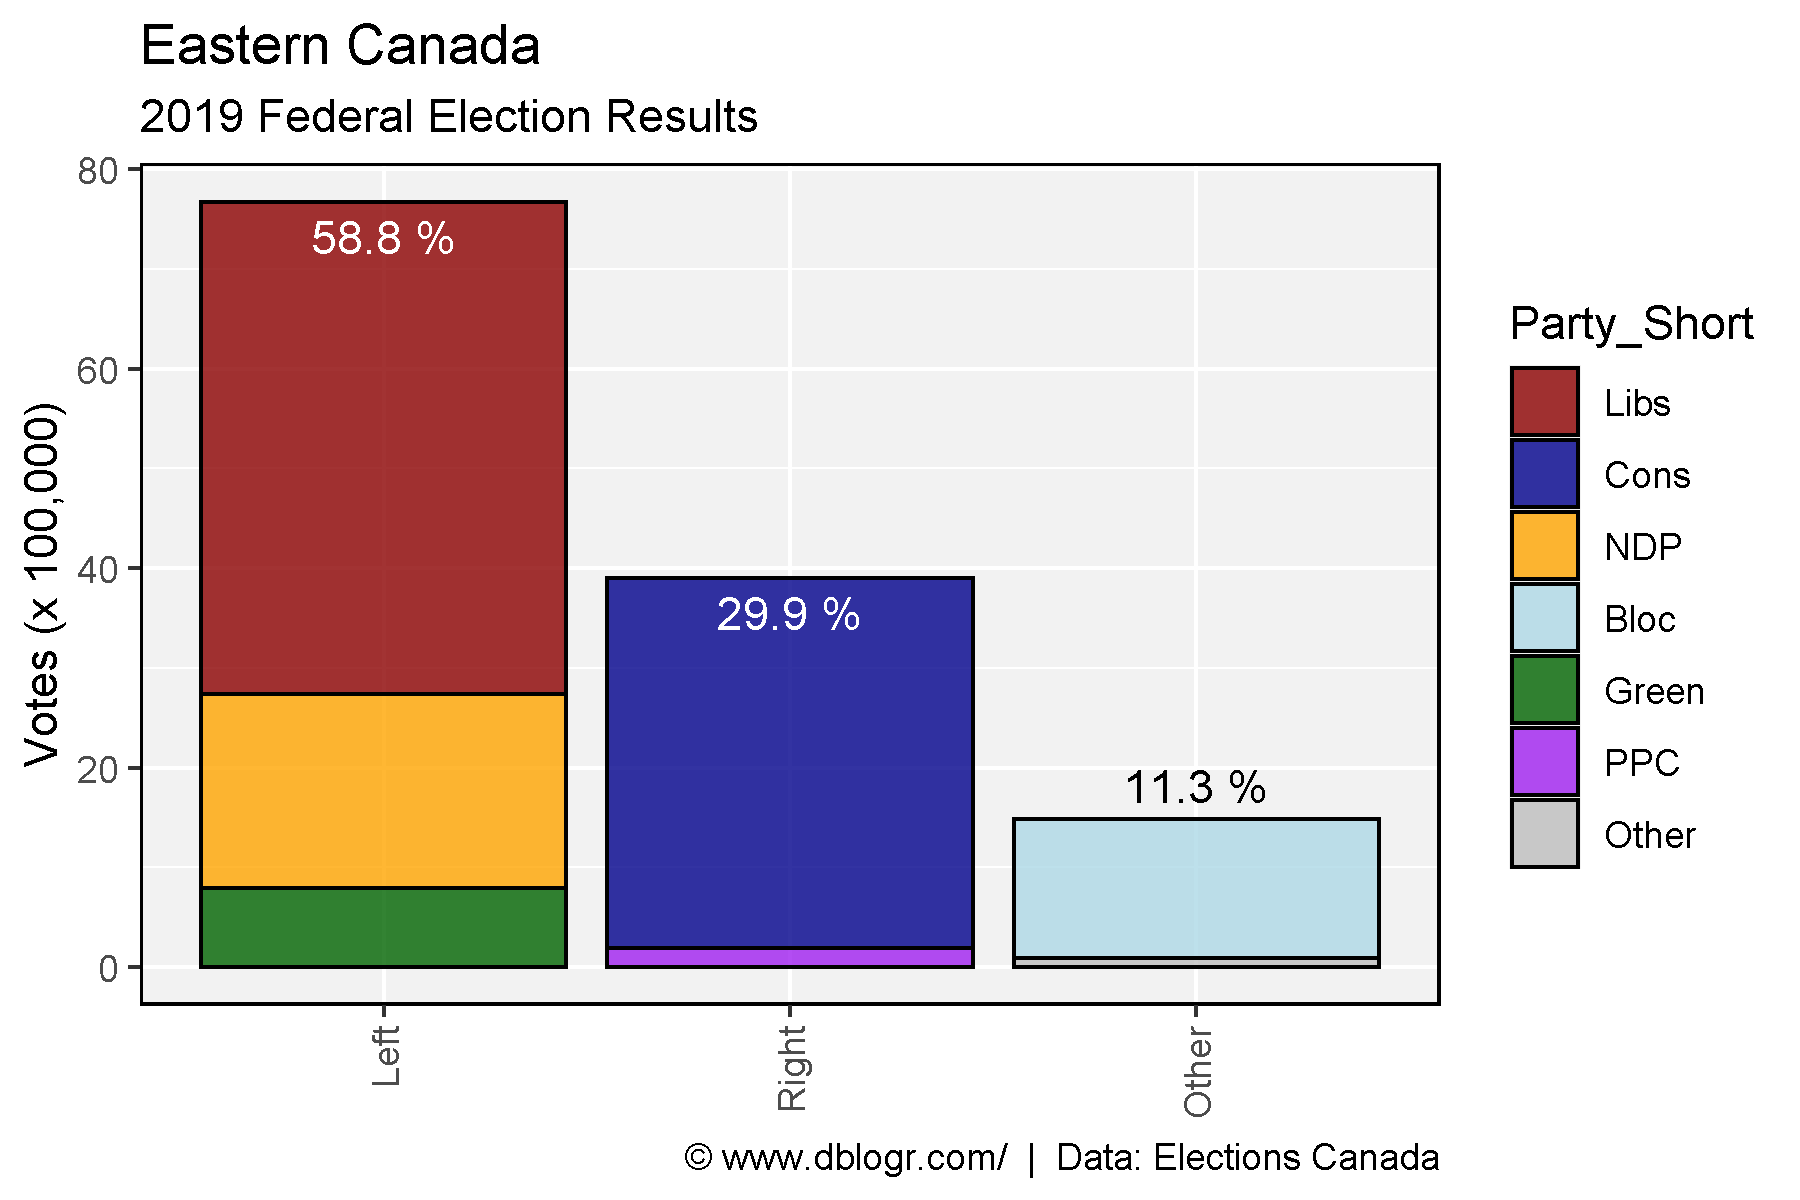 Eastern Canada
2019 Federal Election Results
80
60
40
20
0
Votes (x 100,000)
58.8 %
29.9 %
11.3 %
Left
Right
Other
Party_Short
Libs
Cons
NDP
Bloc
Green
PPC
Other
© www.dblogr.com/ | Data: Elections Canada